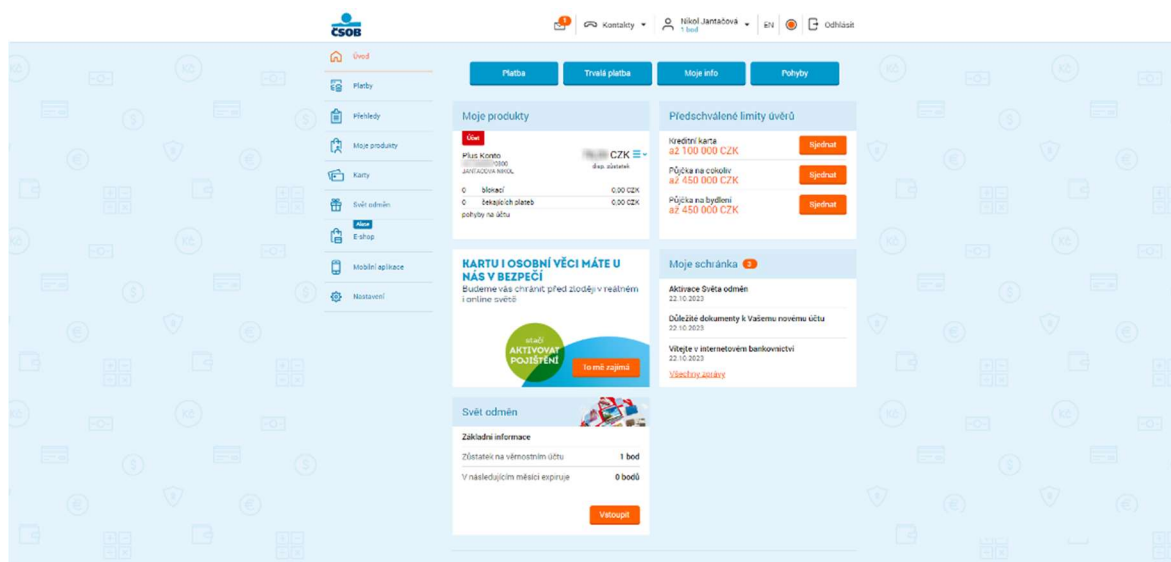 ČSOB
1
Kontakty
Nikol Jantačová
1 bod
EN
Odhlásit
Úvod
Platby
Přehledy
Moje produkty
Karty
Svět odměn
Akce
E-shop
Mobilní aplikace
Nastavení
Platba
Trvalá platba
Moje info
Pohyby
Moje produkty
Účet
Plus Konto
CZK
/0300
disp. zůstatek
JANTAČOVÁ NIKOL
0 blokací 0,00 CZK
0 čekajících plateb 0,00 CZK
pohyby na účtu
Předschválené limity úvěrů
Kreditní karta
až 100 000 CZK
Sjednat
Půjčka na cokoliv
až 450 000 CZK
Sjednat
Půjčka na bydlení
až 450 000 CZK
Sjednat
KARTU I OSOBNÍ VĚCI MÁTE U
NÁS V BEZPEČÍ
Budeme vás chránit před zloději v reálném
i online světě
stačí
AKTIVOVAT
POJIŠTĚNÍ
To mě zajímá
Moje schránka
Aktivace Světa odměn
22.10.2023
Důležité dokumenty k Vašemu novému účtu
22.10.2023
Vítejte v internetovém bankovnictví
22.10.2023
Všechny zprávy
Svět odměn
Základní informace
Zůstatek na věrnostním účtu 1 bod
V následujícím měsíci expiruje 0 bodů
Vstoupit